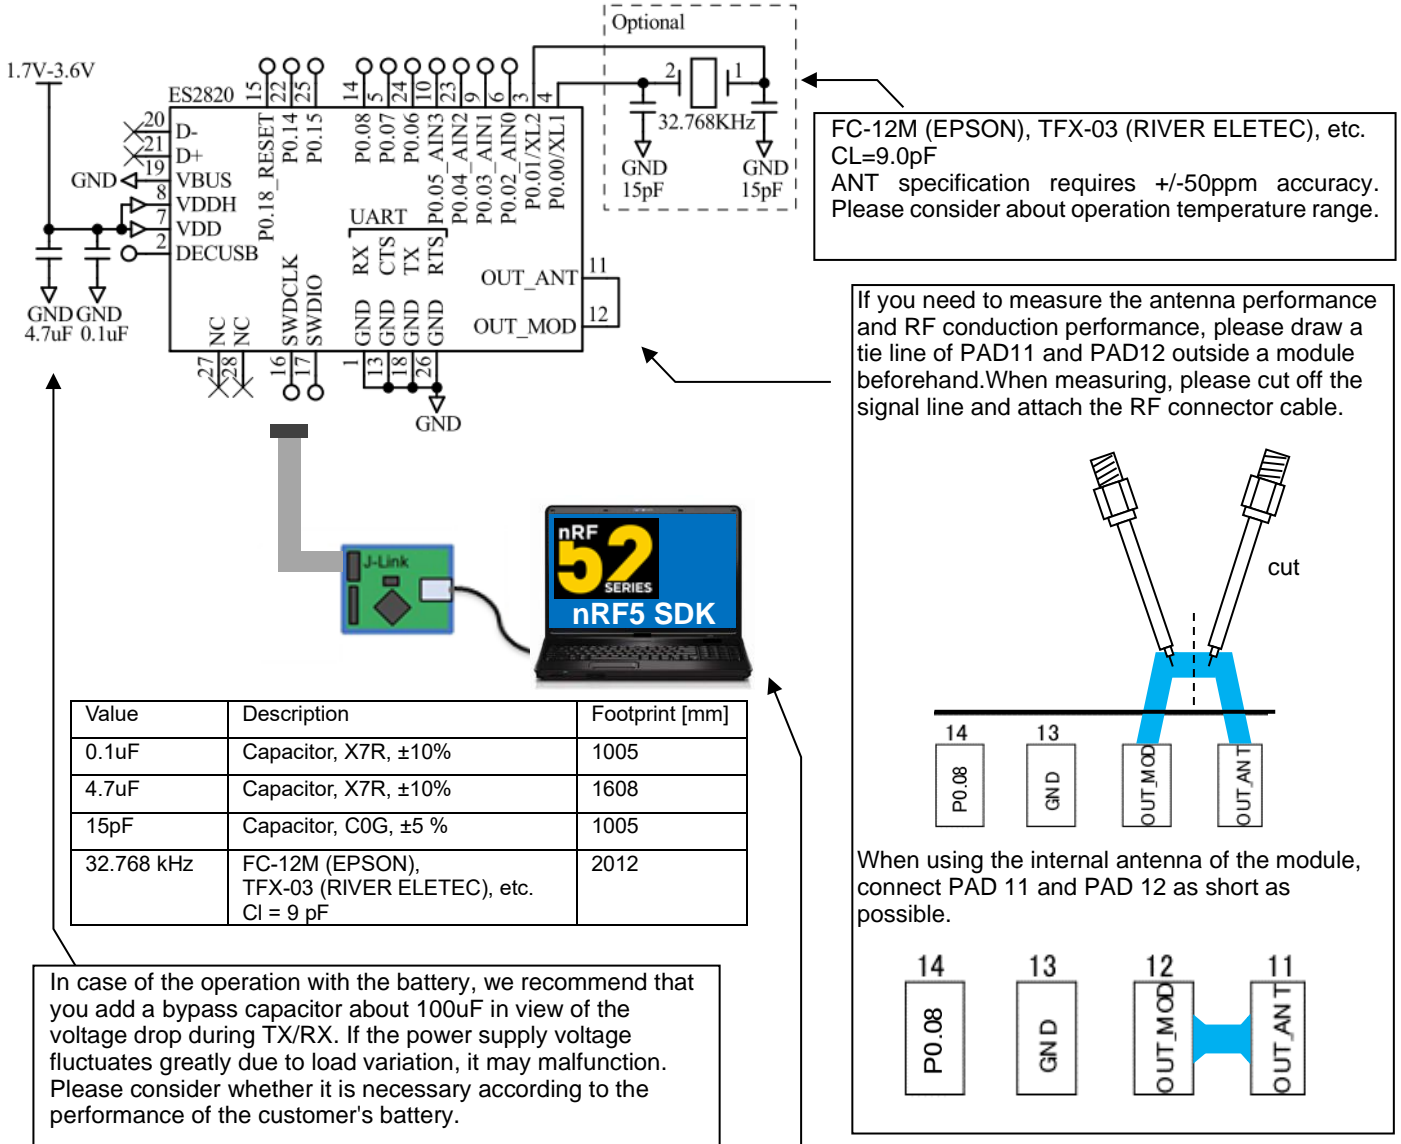 Optional
1.7V-3.6V
ES2820
15
22
25
14
5
24
10
23
9
6
3
4
2
1
32.768KHz
GND
15pF
GND
15pF
P0.18_RESET
P0.14
P0.15
P0.08
P0.07
P0.06
P0.05_AIN3
P0.04_AIN2
P0.03_AIN1
P0.02_AIN0
P0.01/XL2
P0.00/XL1
20
D-
21
D+
GND
19
VBUS
8
VDDH
7
VDD
2
DECUSB
UART
RX
CTS
TX
RTS
OUT_ANT
11
OUT_MOD
12
GND
4.7uF
GND
0.1uF
NC
NC
SWDCLK
SWDIO
GND
GND
GND
GND
27
28
16
17
1
13
18
26
GND
FC-12M (EPSON), TFX-03 (RIVER ELETEC), etc.
CL=9.0pF
ANT specification requires +/-50ppm accuracy.
Please consider about operation temperature range.
If you need to measure the antenna performance
and RF conduction performance, please draw a
tie line of PAD11 and PAD12 outside a module
beforehand.When measuring, please cut off the
signal line and attach the RF connector cable.
cut
14
13
P0.08
GND
OUT_MOD
OUT_ANT
When using the internal antenna of the module,
connect PAD 11 and PAD 12 as short as
possible.
14
13
12
11
P0.08
GND
OUT_MOD
OUT_ANT
J-Link
nRF
52
SERIES
nRF5 SDK
Value Description Footprint [mm]
0.1uF Capacitor, X7R, ±10% 1005
4.7uF Capacitor, X7R, ±10% 1608
15pF Capacitor, C0G, ±5 % 1005
32.768 kHz FC-12M (EPSON), 2012
TFX-03 (RIVER ELETEC), etc.
Cl = 9 pF
In case of the operation with the battery, we recommend that
you add a bypass capacitor about 100uF in view of the
voltage drop during TX/RX. If the power supply voltage
fluctuates greatly due to load variation, it may malfunction.
Please consider whether it is necessary according to the
performance of the customer's battery.